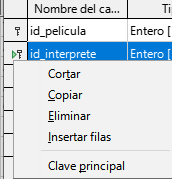 Nombre del ca... Ti
id_pelicula Entero [
id_interprete Entero [
Cortar
Copiar
Eliminar
Insertar filas
Clave principal